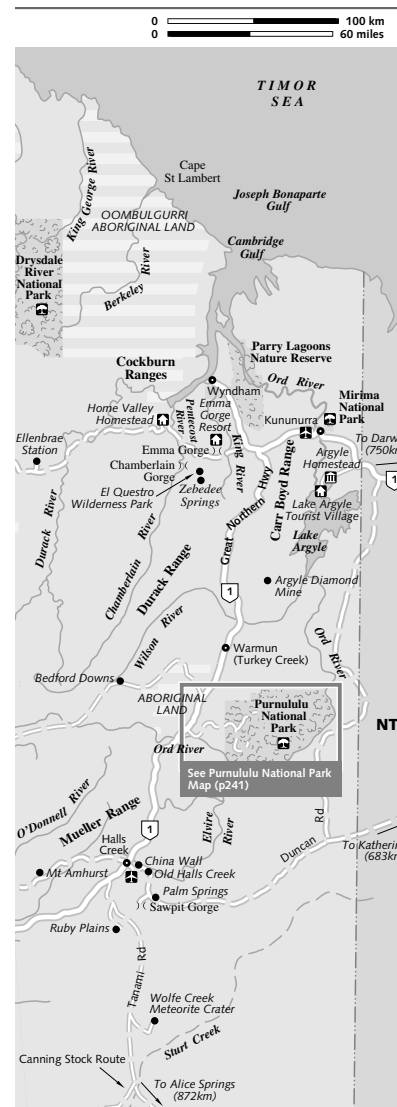 0 100 km
0 60 miles
TIMOR
SEA
Cape
St Lambert
Joseph Bonaparte
Gulf
King George River
OOMBULGURRI
ABORIGINAL LAND
Cambridge
Gulf
Drysdale
River
National
Park
Berkeley
River
Parry Lagoons
Nature Reserve
Cockburn
Ranges
Ord River
Wyndham
Mirima
National
Park
Home Valley
Homestead
Pentecost
River
Emma
Gorge
Resort
Kununurra
Ellenbrae
Station
To Darw
(750k
Emma Gorge
King River
Argyle
Homestead
Chamberlain
Gorge
1
El Questro
Wilderness Park
Zebedee
Springs
Carr Boyd Range
Lake Argyle
Tourist Village
Durack
River
Chamberlain
River
Great Northern Hwy
Lake
Argyle
Durack Range
Argyle Diamond
Mine
1
Wilson
River
Ord River
Warmun
(Turkey Creek)
Bedford Downs
ABORIGINAL
LAND
Purnululu
National
Park
NT
Ord River
See Purnululu National Park
Map (p241)
O'Donnell River
Mueller Range
1
Elvire
River
Duncan
Rd
To Katherin
(683k
Halls
Creek
China Wall
Mt Amhurst
Old Halls Creek
Palm Springs
Sawpit Gorge
Ruby Plains
Tanami Rd
Wolfe Creek
Meteorite Crater
Sturt Creek
Canning Stock Route
To Alice Springs
(872km)